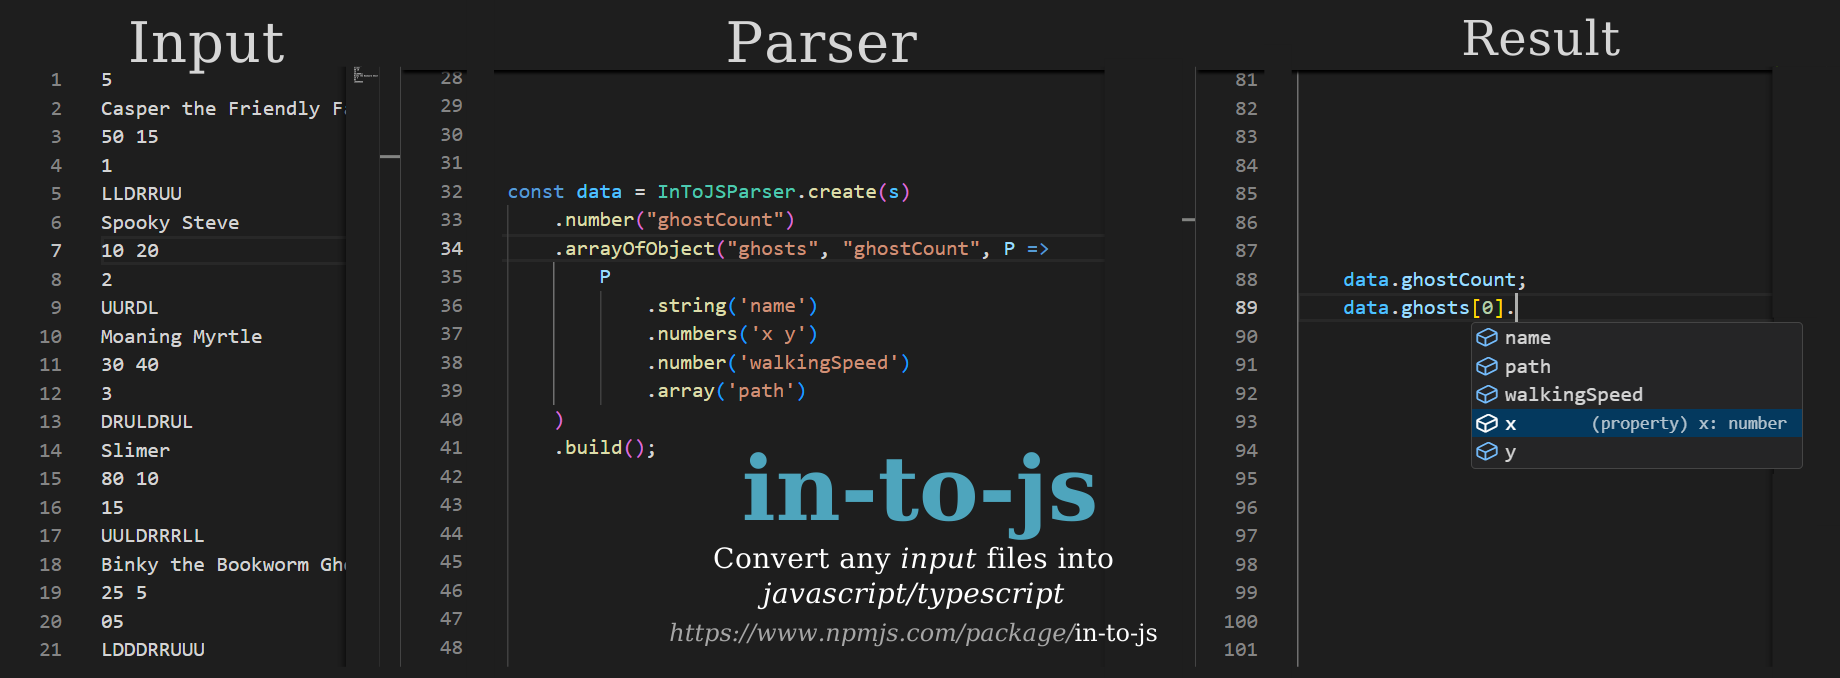 Input
1 5
2 Casper the Friendly
3 50 15
4 1
5 LLDRRUU
6 Spooky Steve
7 10 20
8 2
9 UURDL
10 Moaning Myrtle
11 30 40
12 3
13 DRULDRUL
14 Slimer
15 80 10
16 15
17 UULDRRRLL
18 Binky the Bookworm
19 25 5
20 05
21 LDDDRRUUU
Parser
28
29
30
31
32 const data = InToJSParser.create(s)
33 .number("ghostCount")
34 .arrayOfObject("ghosts", "ghostCount", P =>
35 P
36 .string('name')
37 .numbers('x y')
38 .number('walkingSpeed')
39 .array('path')
40 )
41 .build();
42
43
44
45
46
47
48
in-to-js
Convert any input files into
javascript/typescript
https://www.npmjs.com/package/in-to-js
Result
81
82
83
84
85
86
87
88 data.ghostCount;
89 data.ghosts[0].
90
91
92
93
94
95
96
97
98
99
100
101
name
path
walkingSpeed
x (property) x: number
y